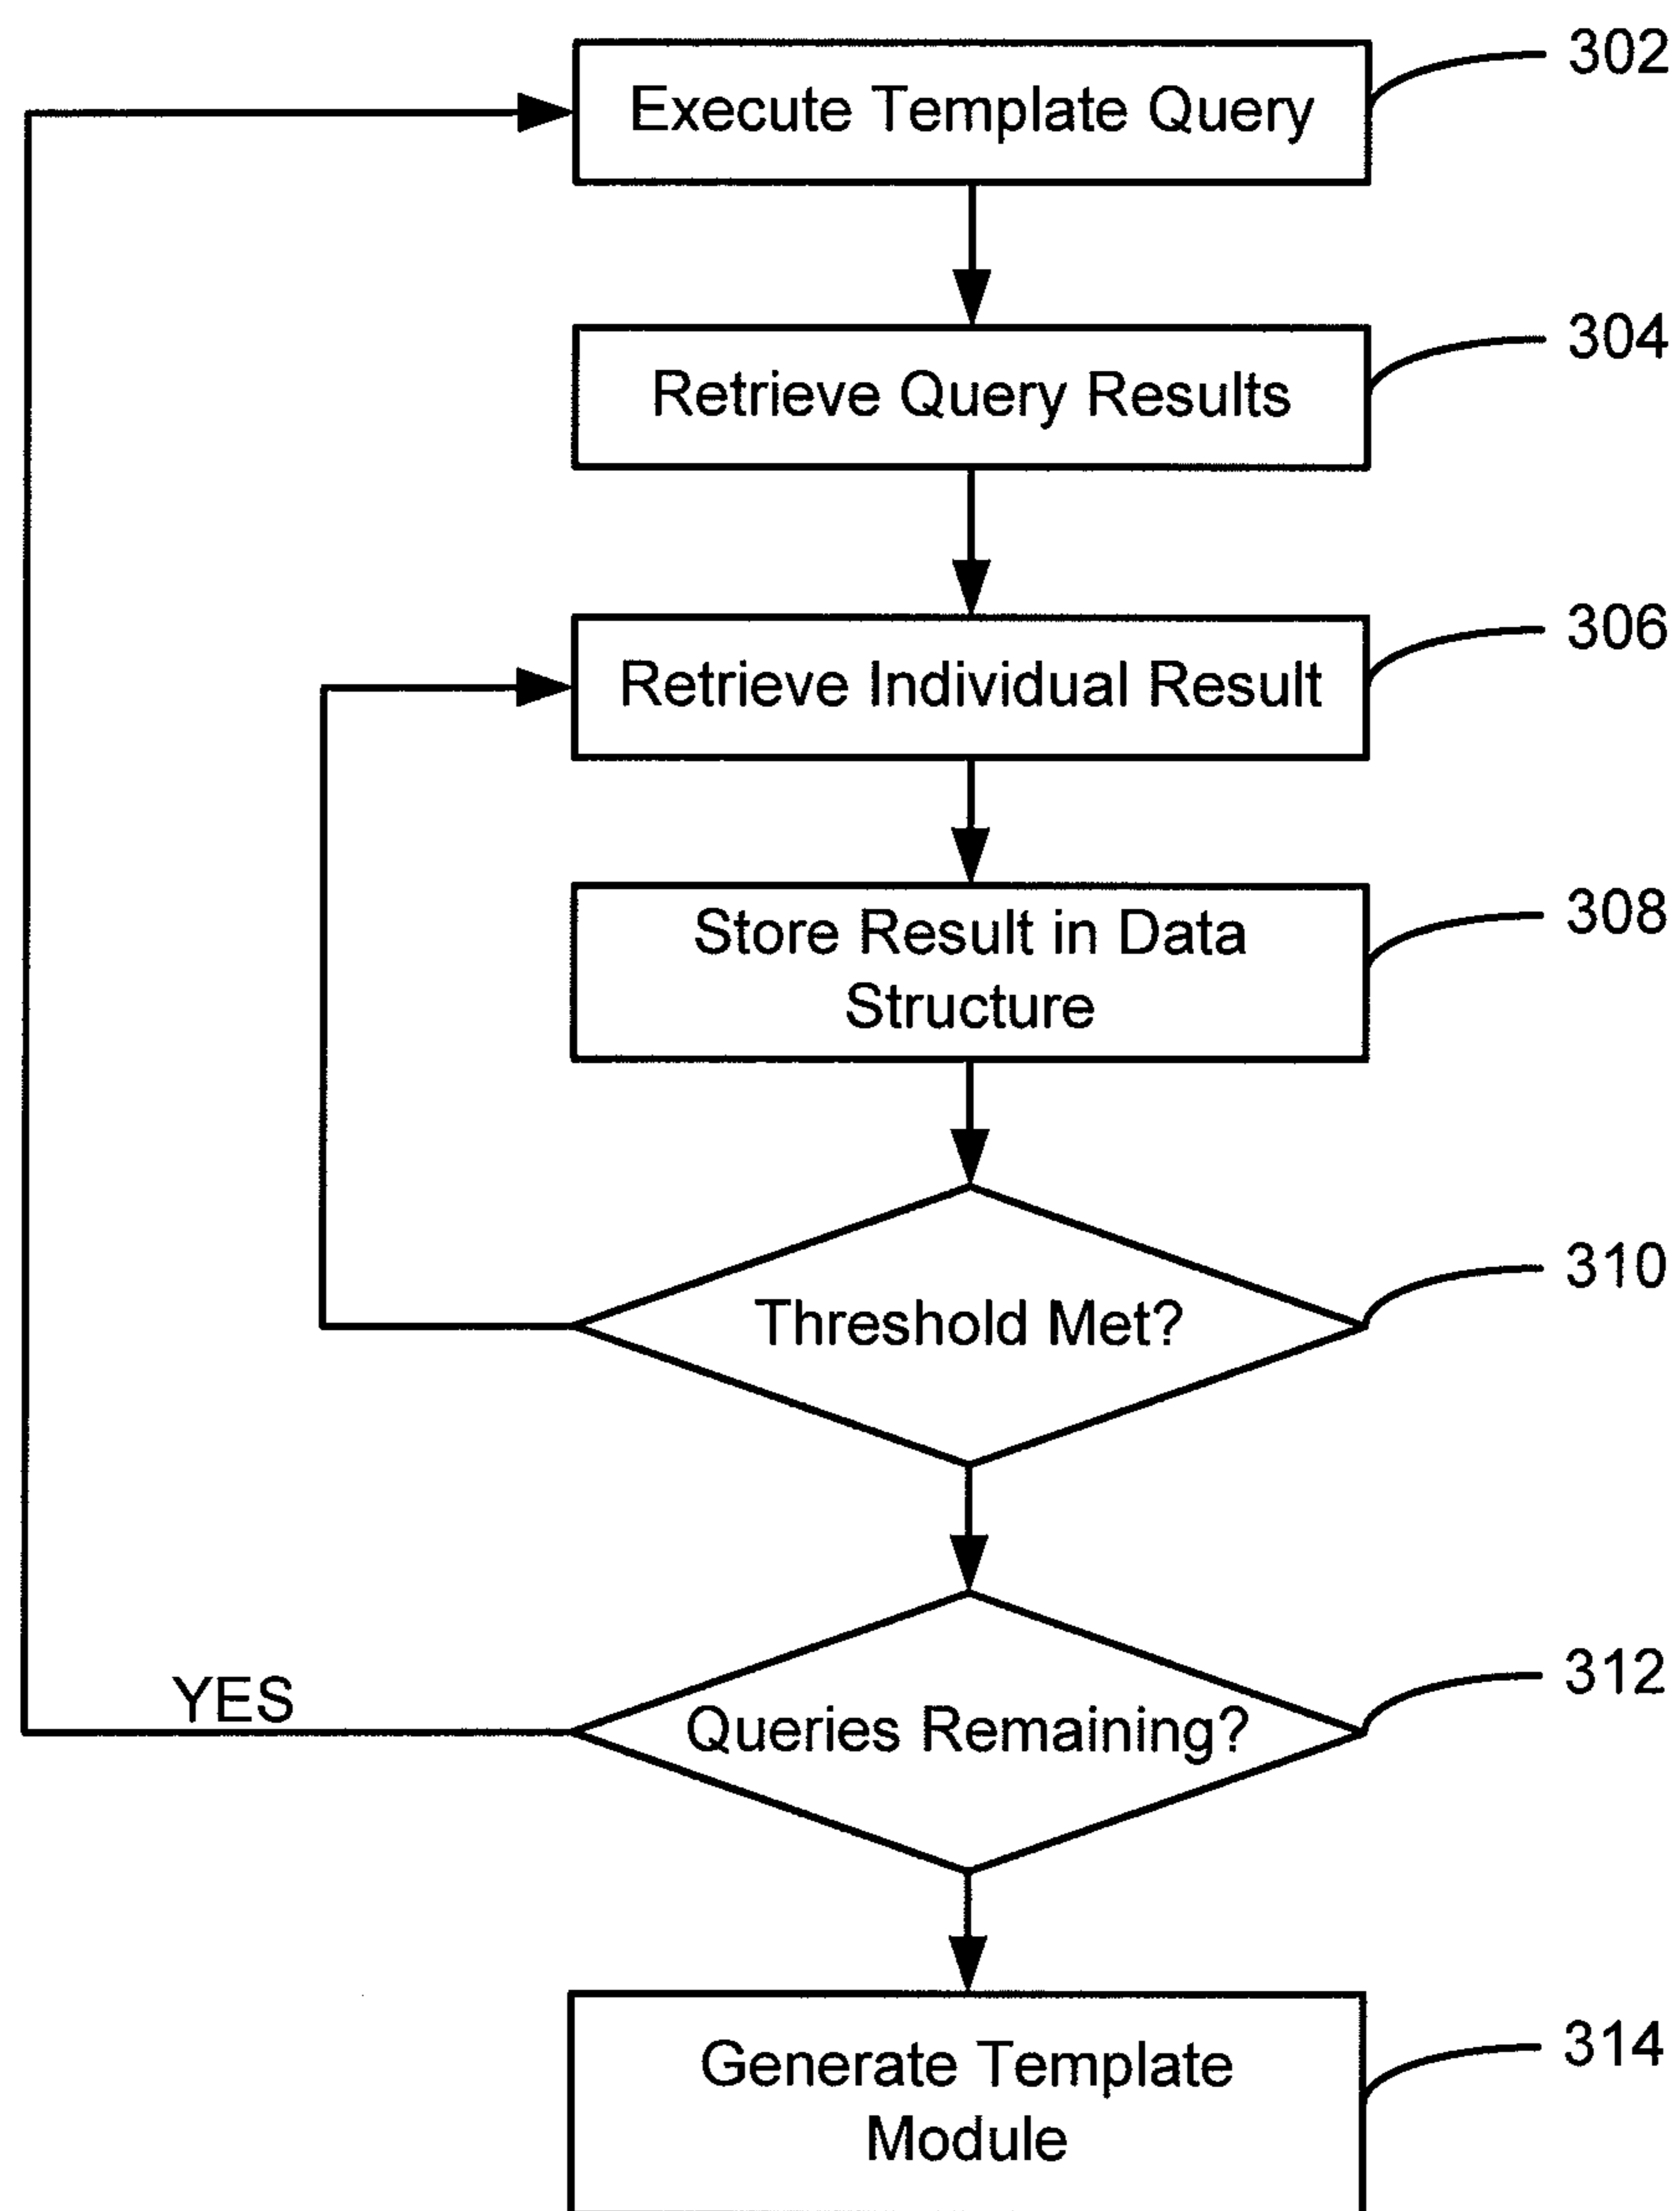 302
Execute Template Query
304
Retrieve Query Results
306
Retrieve Individual Result
308
Store Result in Data
Structure
310
Threshold Met?
312
YES
Queries Remaining?
314
Generate Template
Module